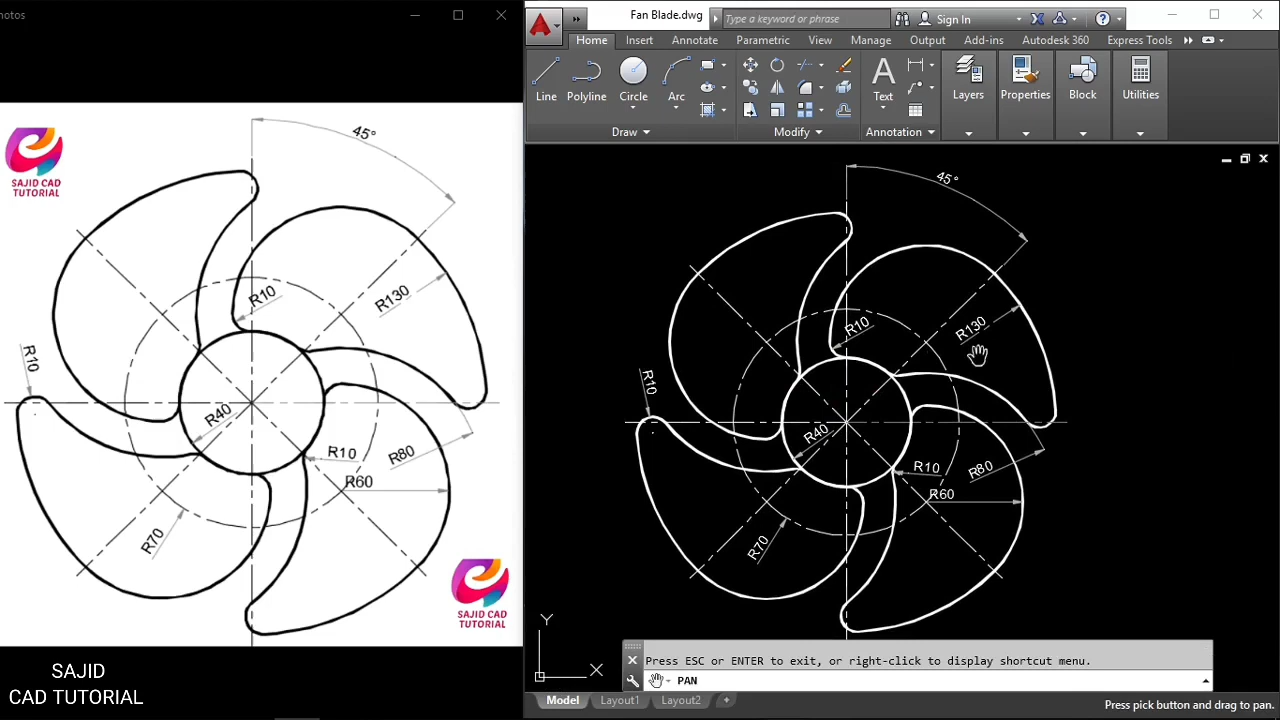 hotos
SAJID CAD
TUTORIAL
45°
R10
R130
R10
R40
R10
R80
R60
R70
SAJID CAD
TUTORIAL
SAJID
CAD TUTORIAL
Fan Blade.dwg
Type a keyword or phrase
Sign In
Home Insert Annotate Parametric View Manage Output Add-ins Autodesk 360 Express Tools
Line Polyline Circle Arc Text Layers Properties Block Utilities
Draw Modify Annotation
45°
R10
R130
R10
R40
R10
R80
R60
R70
Y
X
Press ESC or ENTER to exit, or right-click to display shortcut menu.
PAN
Model Layout1 Layout2 +
Press pick button and drag to pan.